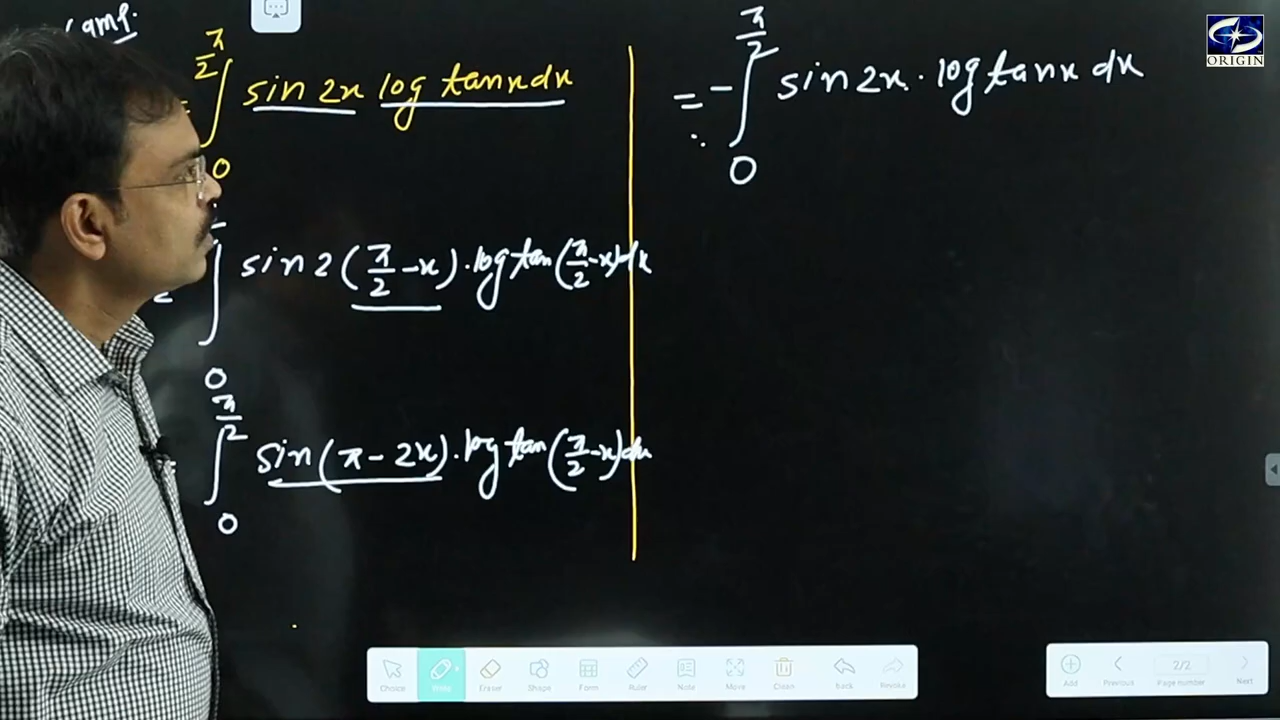 camp.
= ∫₀^(π/2) sin 2x log tanx dx
∫ sin 2(π/2 - x) · log tan(π/2 - x) dx
0
= ∫₀^(π/2) sin(π - 2x) · log tan(π/2 - x) dx
= - ∫₀^(π/2) sin 2x · log tanx dx
ORIGIN
Choice Write Eraser Shape Form Ruler Note Move Clean back Revoke
Add Previous 2/2 Page number Next